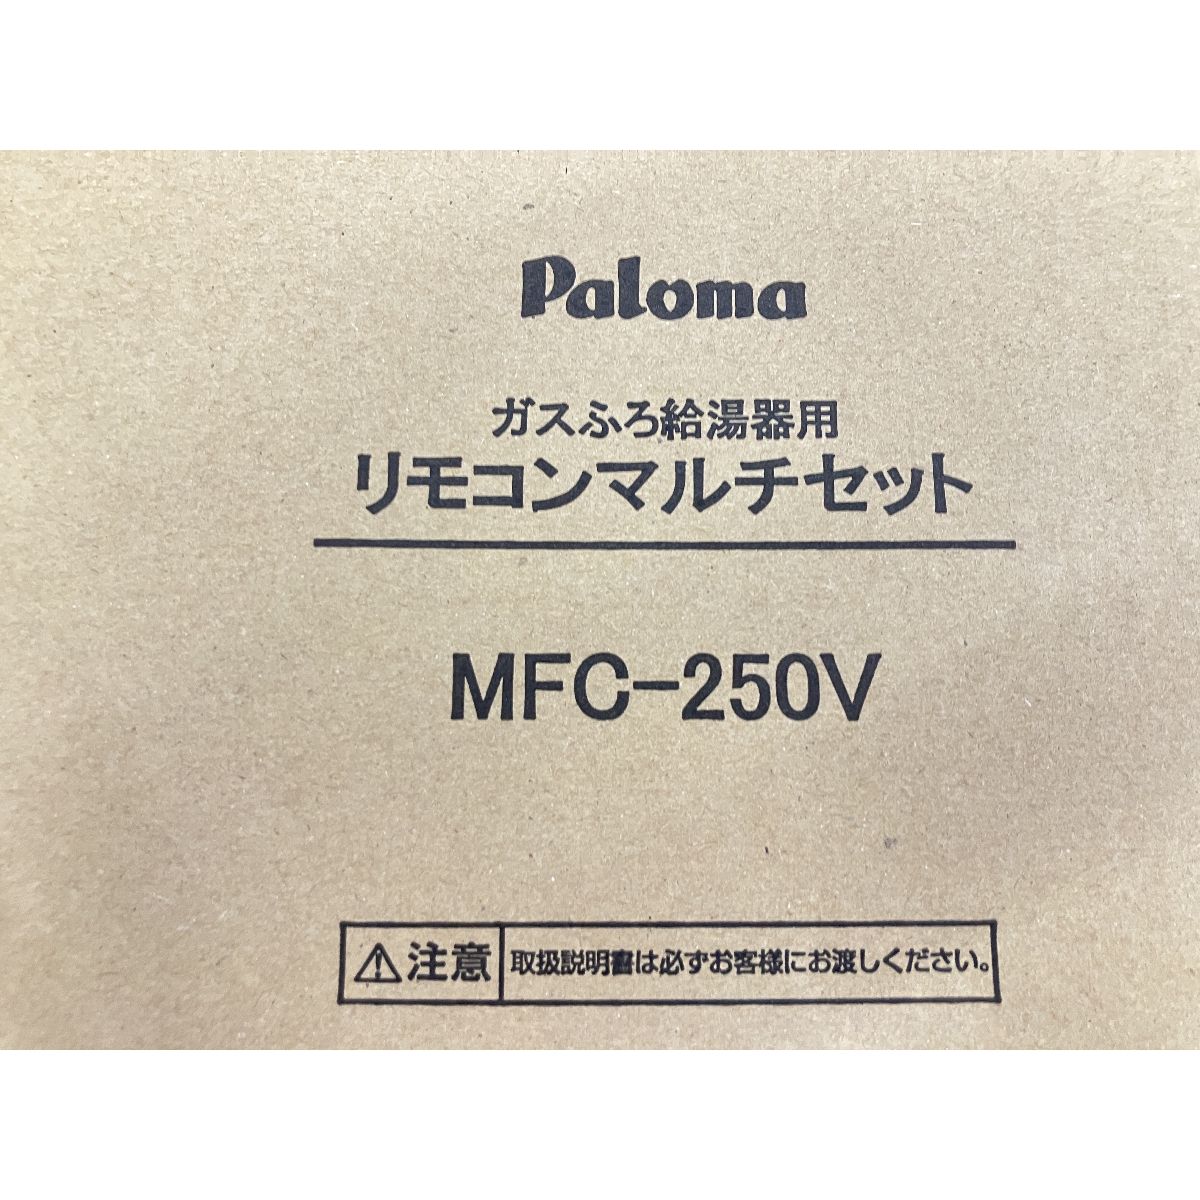 Paloma
ガスふろ給湯器用
リモコンマルチセット
MFC-250V
⚠注意 取扱説明書は必ずお客様にお渡しください。